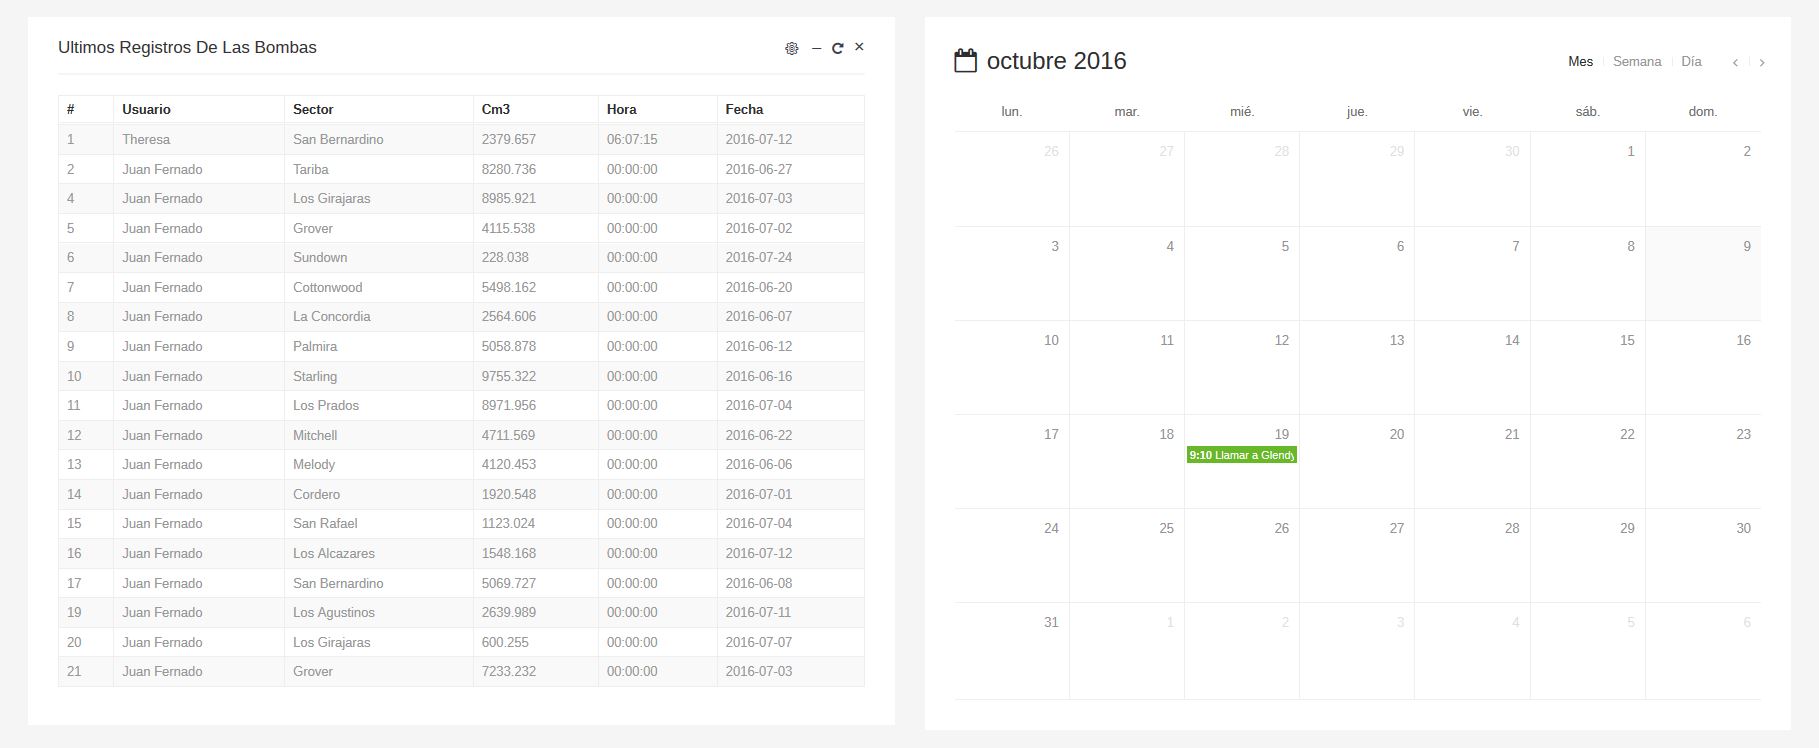 Ultimos Registros De Las Bombas
# Usuario Sector Cm3 Hora Fecha
1 Theresa San Bernardino 2379.657 06:07:15 2016-07-12
2 Juan Fernado Tariba 8280.736 00:00:00 2016-06-27
4 Juan Fernado Los Girajaras 8985.921 00:00:00 2016-07-03
5 Juan Fernado Grover 4115.538 00:00:00 2016-07-02
6 Juan Fernado Sundown 228.038 00:00:00 2016-07-24
7 Juan Fernado Cottonwood 5498.162 00:00:00 2016-06-20
8 Juan Fernado La Concordia 2564.606 00:00:00 2016-06-07
9 Juan Fernado Palmira 5058.878 00:00:00 2016-06-12
10 Juan Fernado Starling 9755.322 00:00:00 2016-06-16
11 Juan Fernado Los Prados 8971.956 00:00:00 2016-07-04
12 Juan Fernado Mitchell 4711.569 00:00:00 2016-06-22
13 Juan Fernado Melody 4120.453 00:00:00 2016-06-06
14 Juan Fernado Cordero 1920.548 00:00:00 2016-07-01
15 Juan Fernado San Rafael 1123.024 00:00:00 2016-07-04
16 Juan Fernado Los Alcazares 1548.168 00:00:00 2016-07-12
17 Juan Fernado San Bernardino 5069.727 00:00:00 2016-06-08
19 Juan Fernado Los Agustinos 2639.989 00:00:00 2016-07-11
20 Juan Fernado Los Girajaras 600.255 00:00:00 2016-07-07
21 Juan Fernado Grover 7233.232 00:00:00 2016-07-03
octubre 2016 Mes Semana Día
lun. mar. mié. jue. vie. sáb. dom.
26 27 28 29 30 1 2
3 4 5 6 7 8 9
10 11 12 13 14 15 16
17 18 19 20 21 22 23
9:10 Llamar a Glendy
24 25 26 27 28 29 30
31 1 2 3 4 5 6